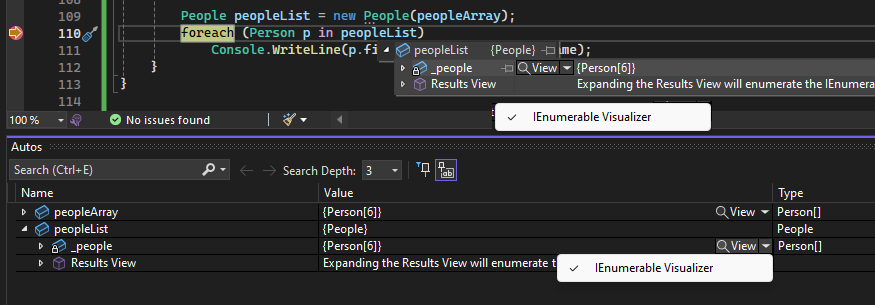 109 People peopleList = new People(peopleArray);
110 foreach (Person p in peopleList)
111 Console.WriteLine(p.fi ame);
peopleList {People}
112 }
_people View {Person[6]}
113 }
Results View Expanding the Results View will enumerate the IEnumera
114
IEnumerable Visualizer
100 % No issues found
Autos
Search (Ctrl+E) Search Depth: 3
Name Value Type
peopleArray {Person[6]} View Person[]
peopleList {People} People
_people {Person[6]} View Person[]
Results View Expanding the Results View will enumerate t
IEnumerable Visualizer